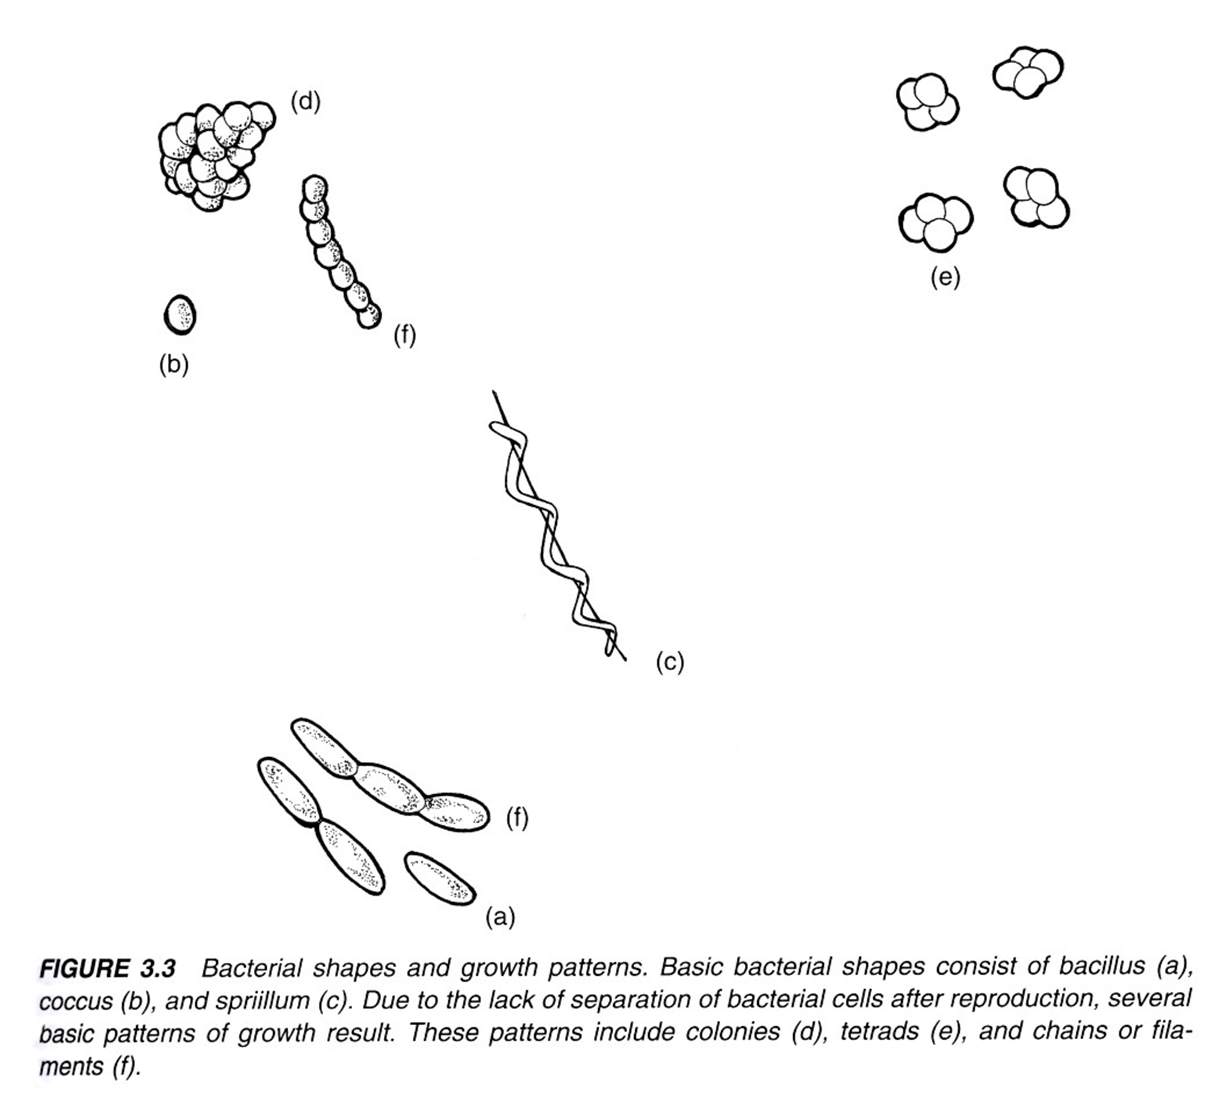 (d)
(f)
(b)
(e)
(c)
(f)
(a)
FIGURE 3.3 Bacterial shapes and growth patterns. Basic bacterial shapes consist of bacillus (a),
coccus (b), and spriillum (c). Due to the lack of separation of bacterial cells after reproduction, several
basic patterns of growth result. These patterns include colonies (d), tetrads (e), and chains or fila-
ments (f).